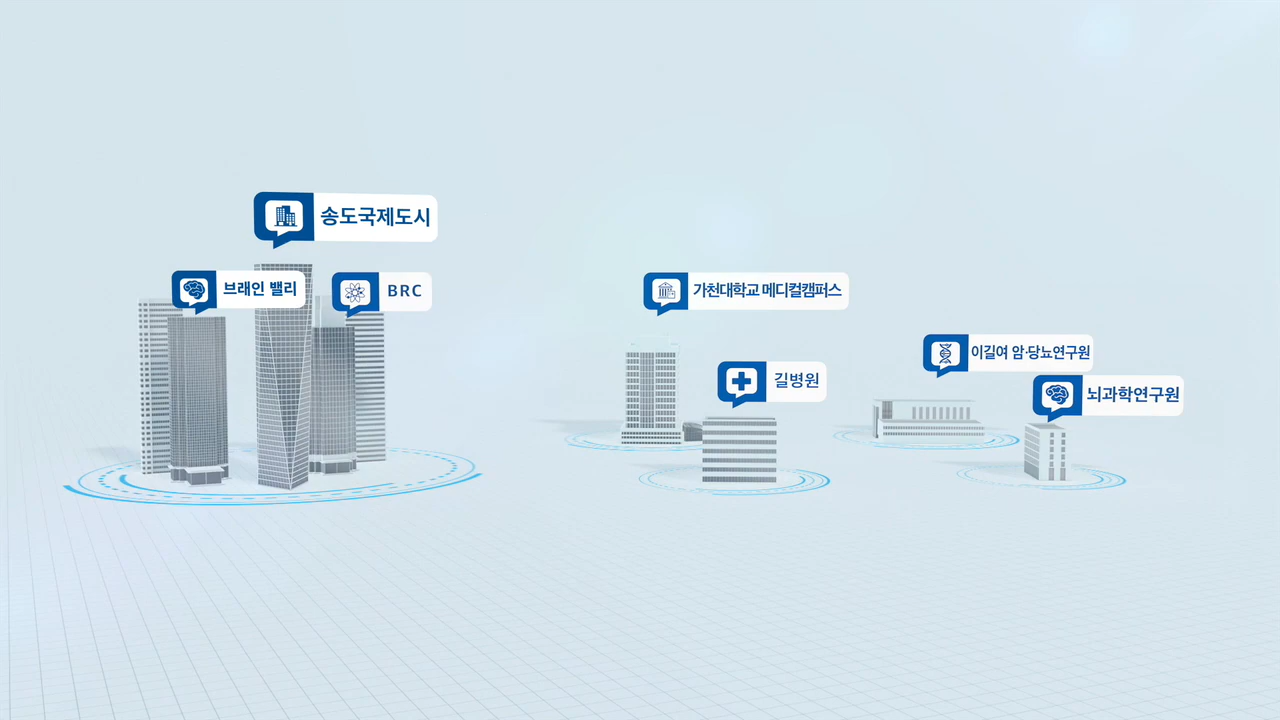 송도국제도시
브레인 밸리
BRC
가천대학교 메디컬캠퍼스
길병원
이길여 암·당뇨연구원
뇌과학연구원